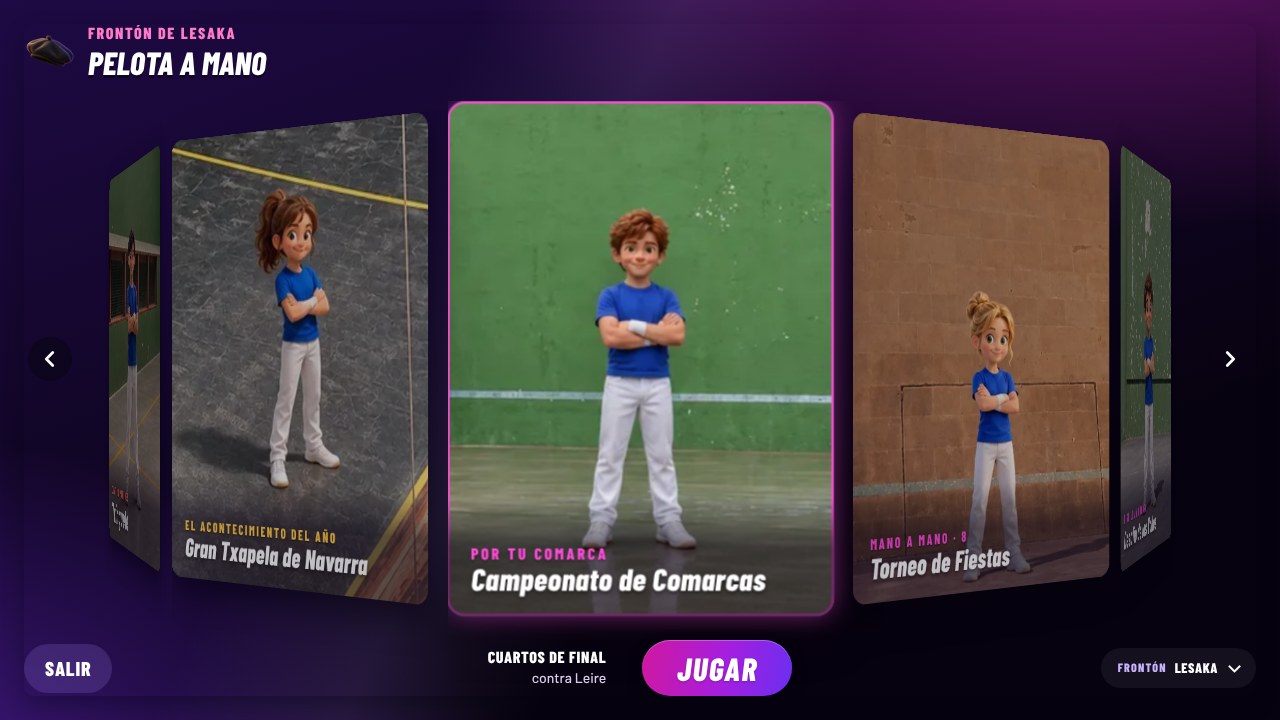 FRONTÓN DE LESAKA
PELOTA A MANO
EL ACONTECIMIENTO DEL AÑO
Gran Txapela de Navarra
POR TU COMARCA
Campeonato de Comarcas
MANO A MANO · 8
Torneo de Fiestas
SALIR
CUARTOS DE FINAL
contra Leire
JUGAR
FRONTÓN LESAKA